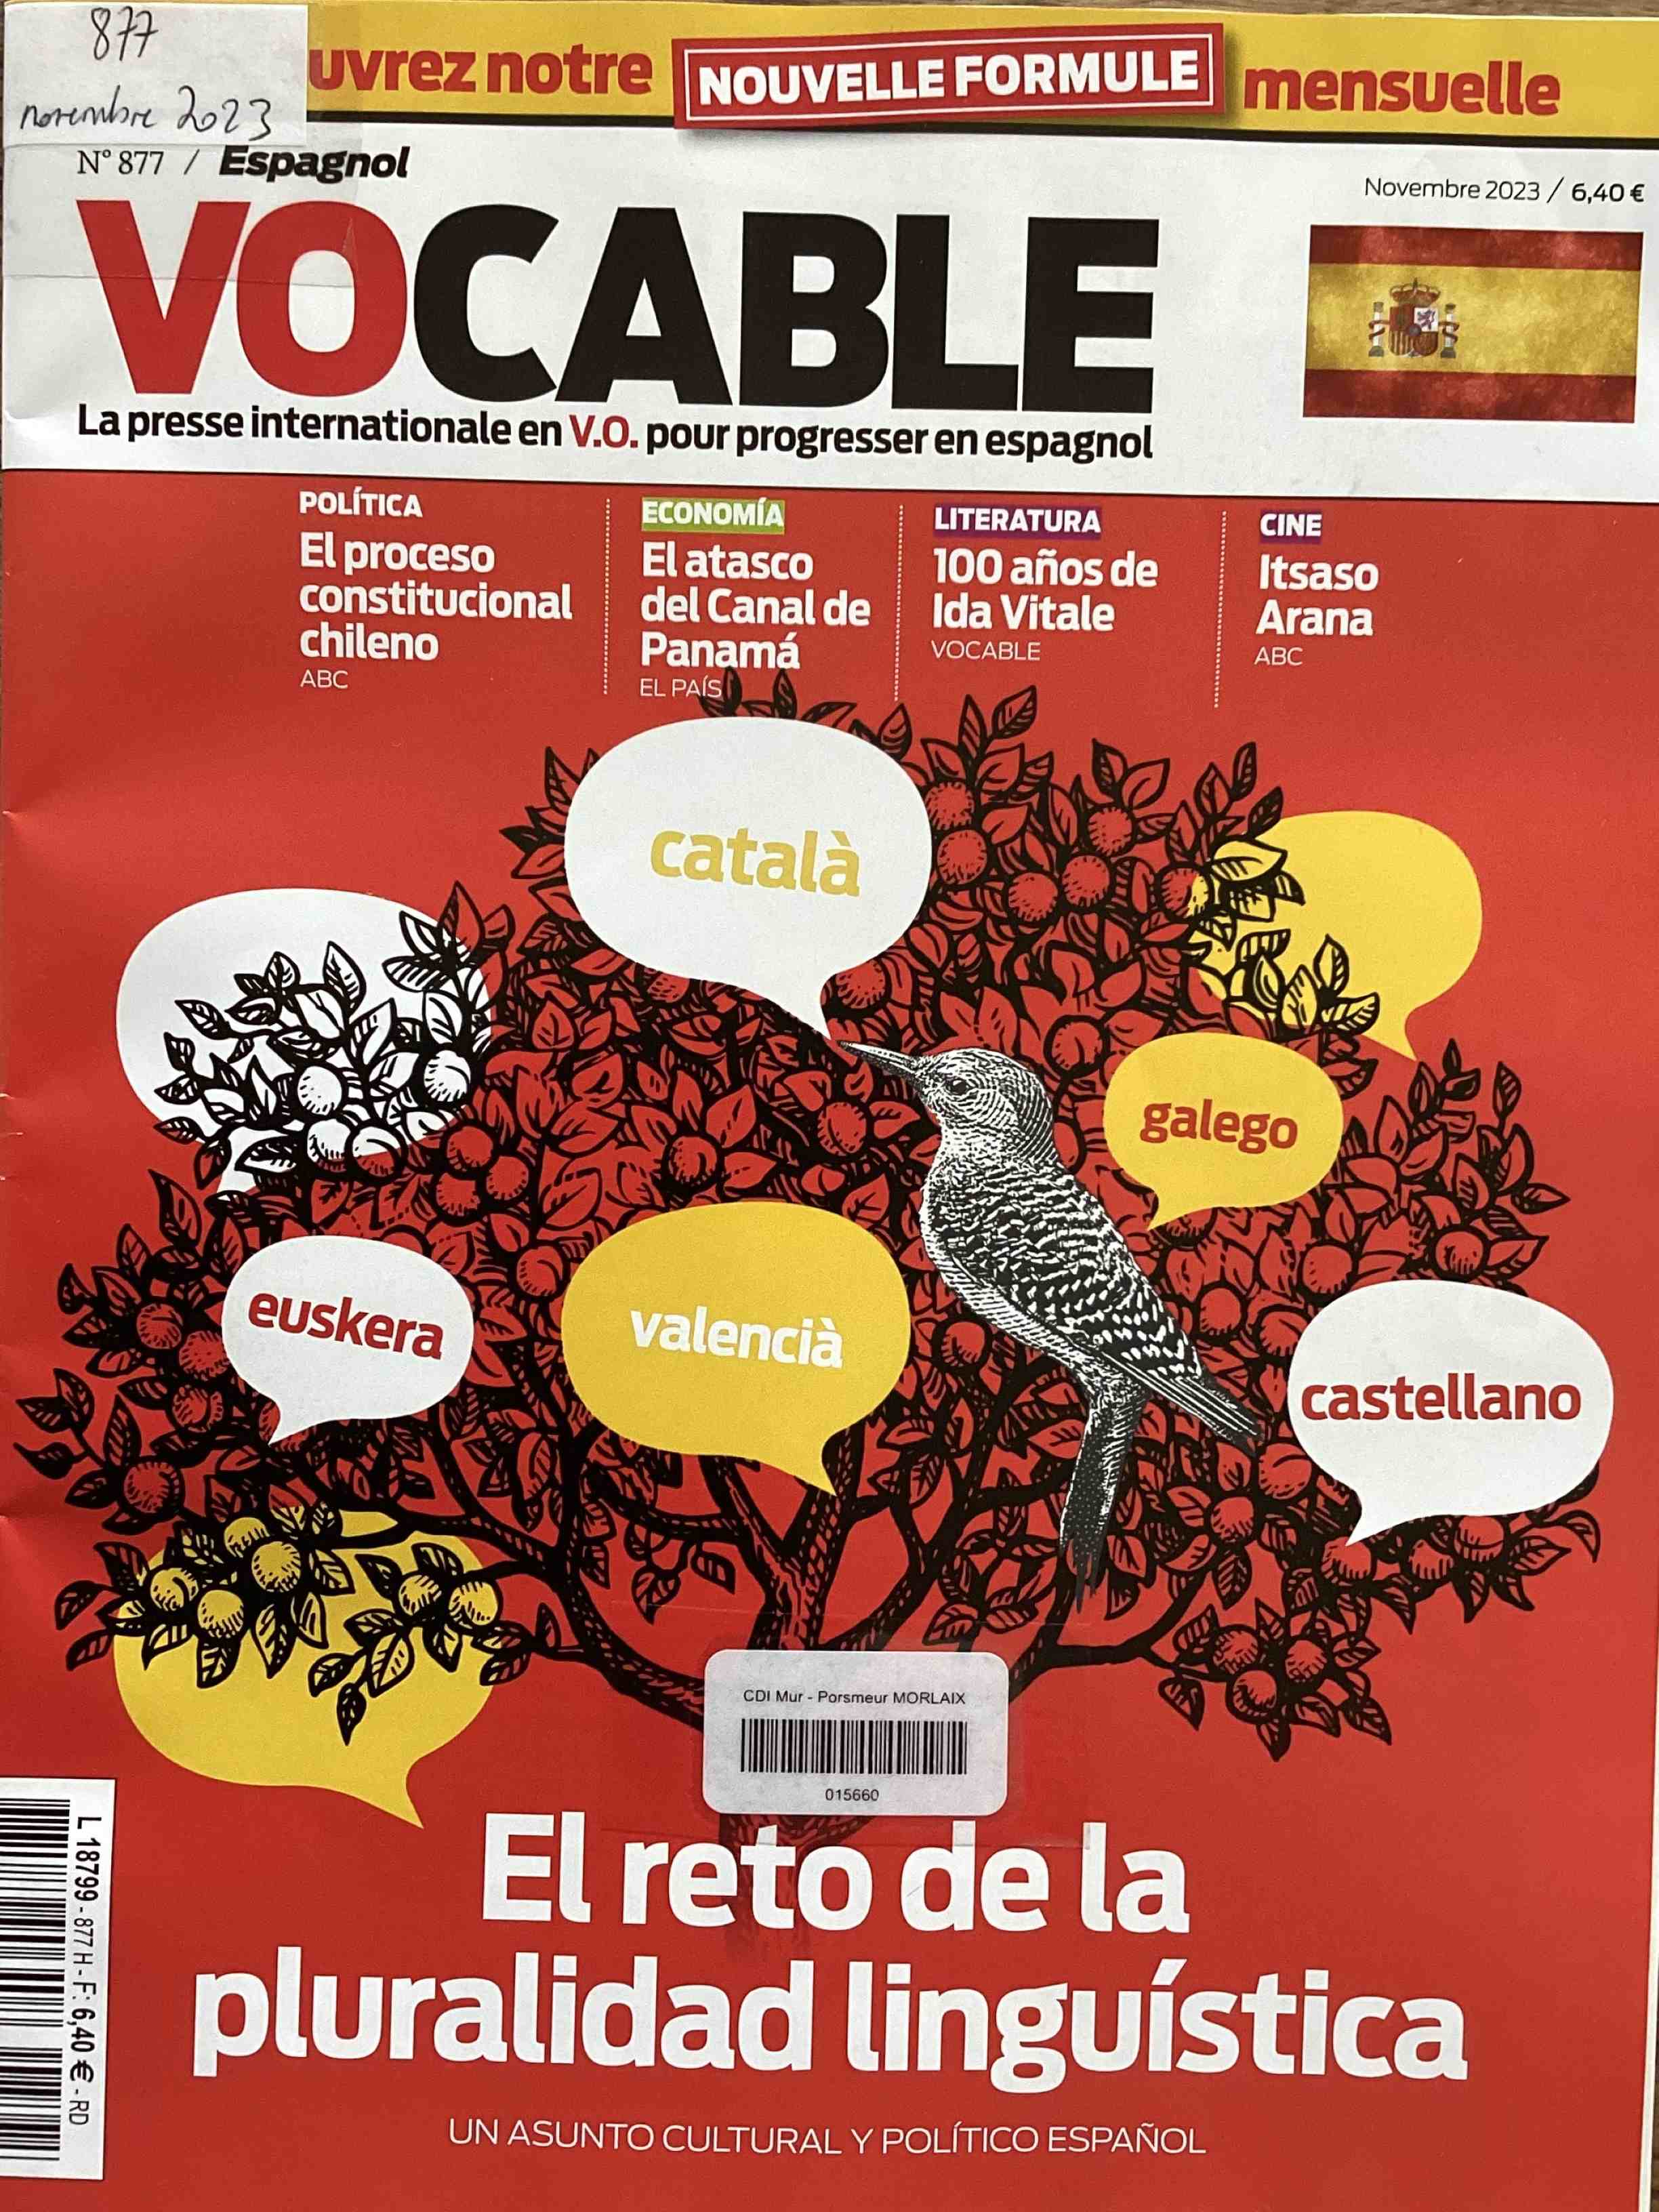 877
novembre 2023
uvrez notre NOUVELLE FORMULE mensuelle
N° 877 / Espagnol
Novembre 2023 / 6,40 €
VOCABLE
La presse internationale en V.O. pour progresser en espagnol
POLÍTICA
El proceso
constitucional
chileno
ABC
ECONOMÍA
El atasco
del Canal de
Panamá
EL PAÍS
LITERATURA
100 años de
Ida Vitale
VOCABLE
CINE
Itsaso
Arana
ABC
català
galego
euskera
valencià
castellano
CDI Mur - Porsmeur MORLAIX
015660
L 18799 - 877 H - F: 6,40 € - RD
El reto de la
pluralidad linguística
UN ASUNTO CULTURAL Y POLÍTICO ESPAÑOL